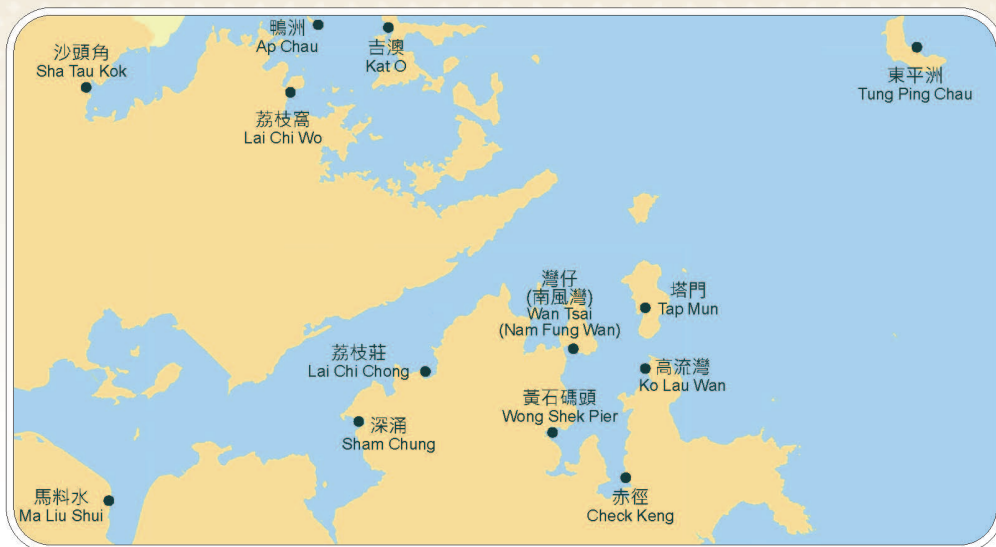 鴨洲
Ap Chau
吉澳
Kat O
沙頭角
Sha Tau Kok
東平洲
Tung Ping Chau
荔枝窩
Lai Chi Wo
灣仔
(南風灣)
Wan Tsai
(Nam Fung Wan)
塔門
Tap Mun
荔枝莊
Lai Chi Chong
高流灣
Ko Lau Wan
黃石碼頭
Wong Shek Pier
深涌
Sham Chung
馬料水
Ma Liu Shui
赤徑
Check Keng